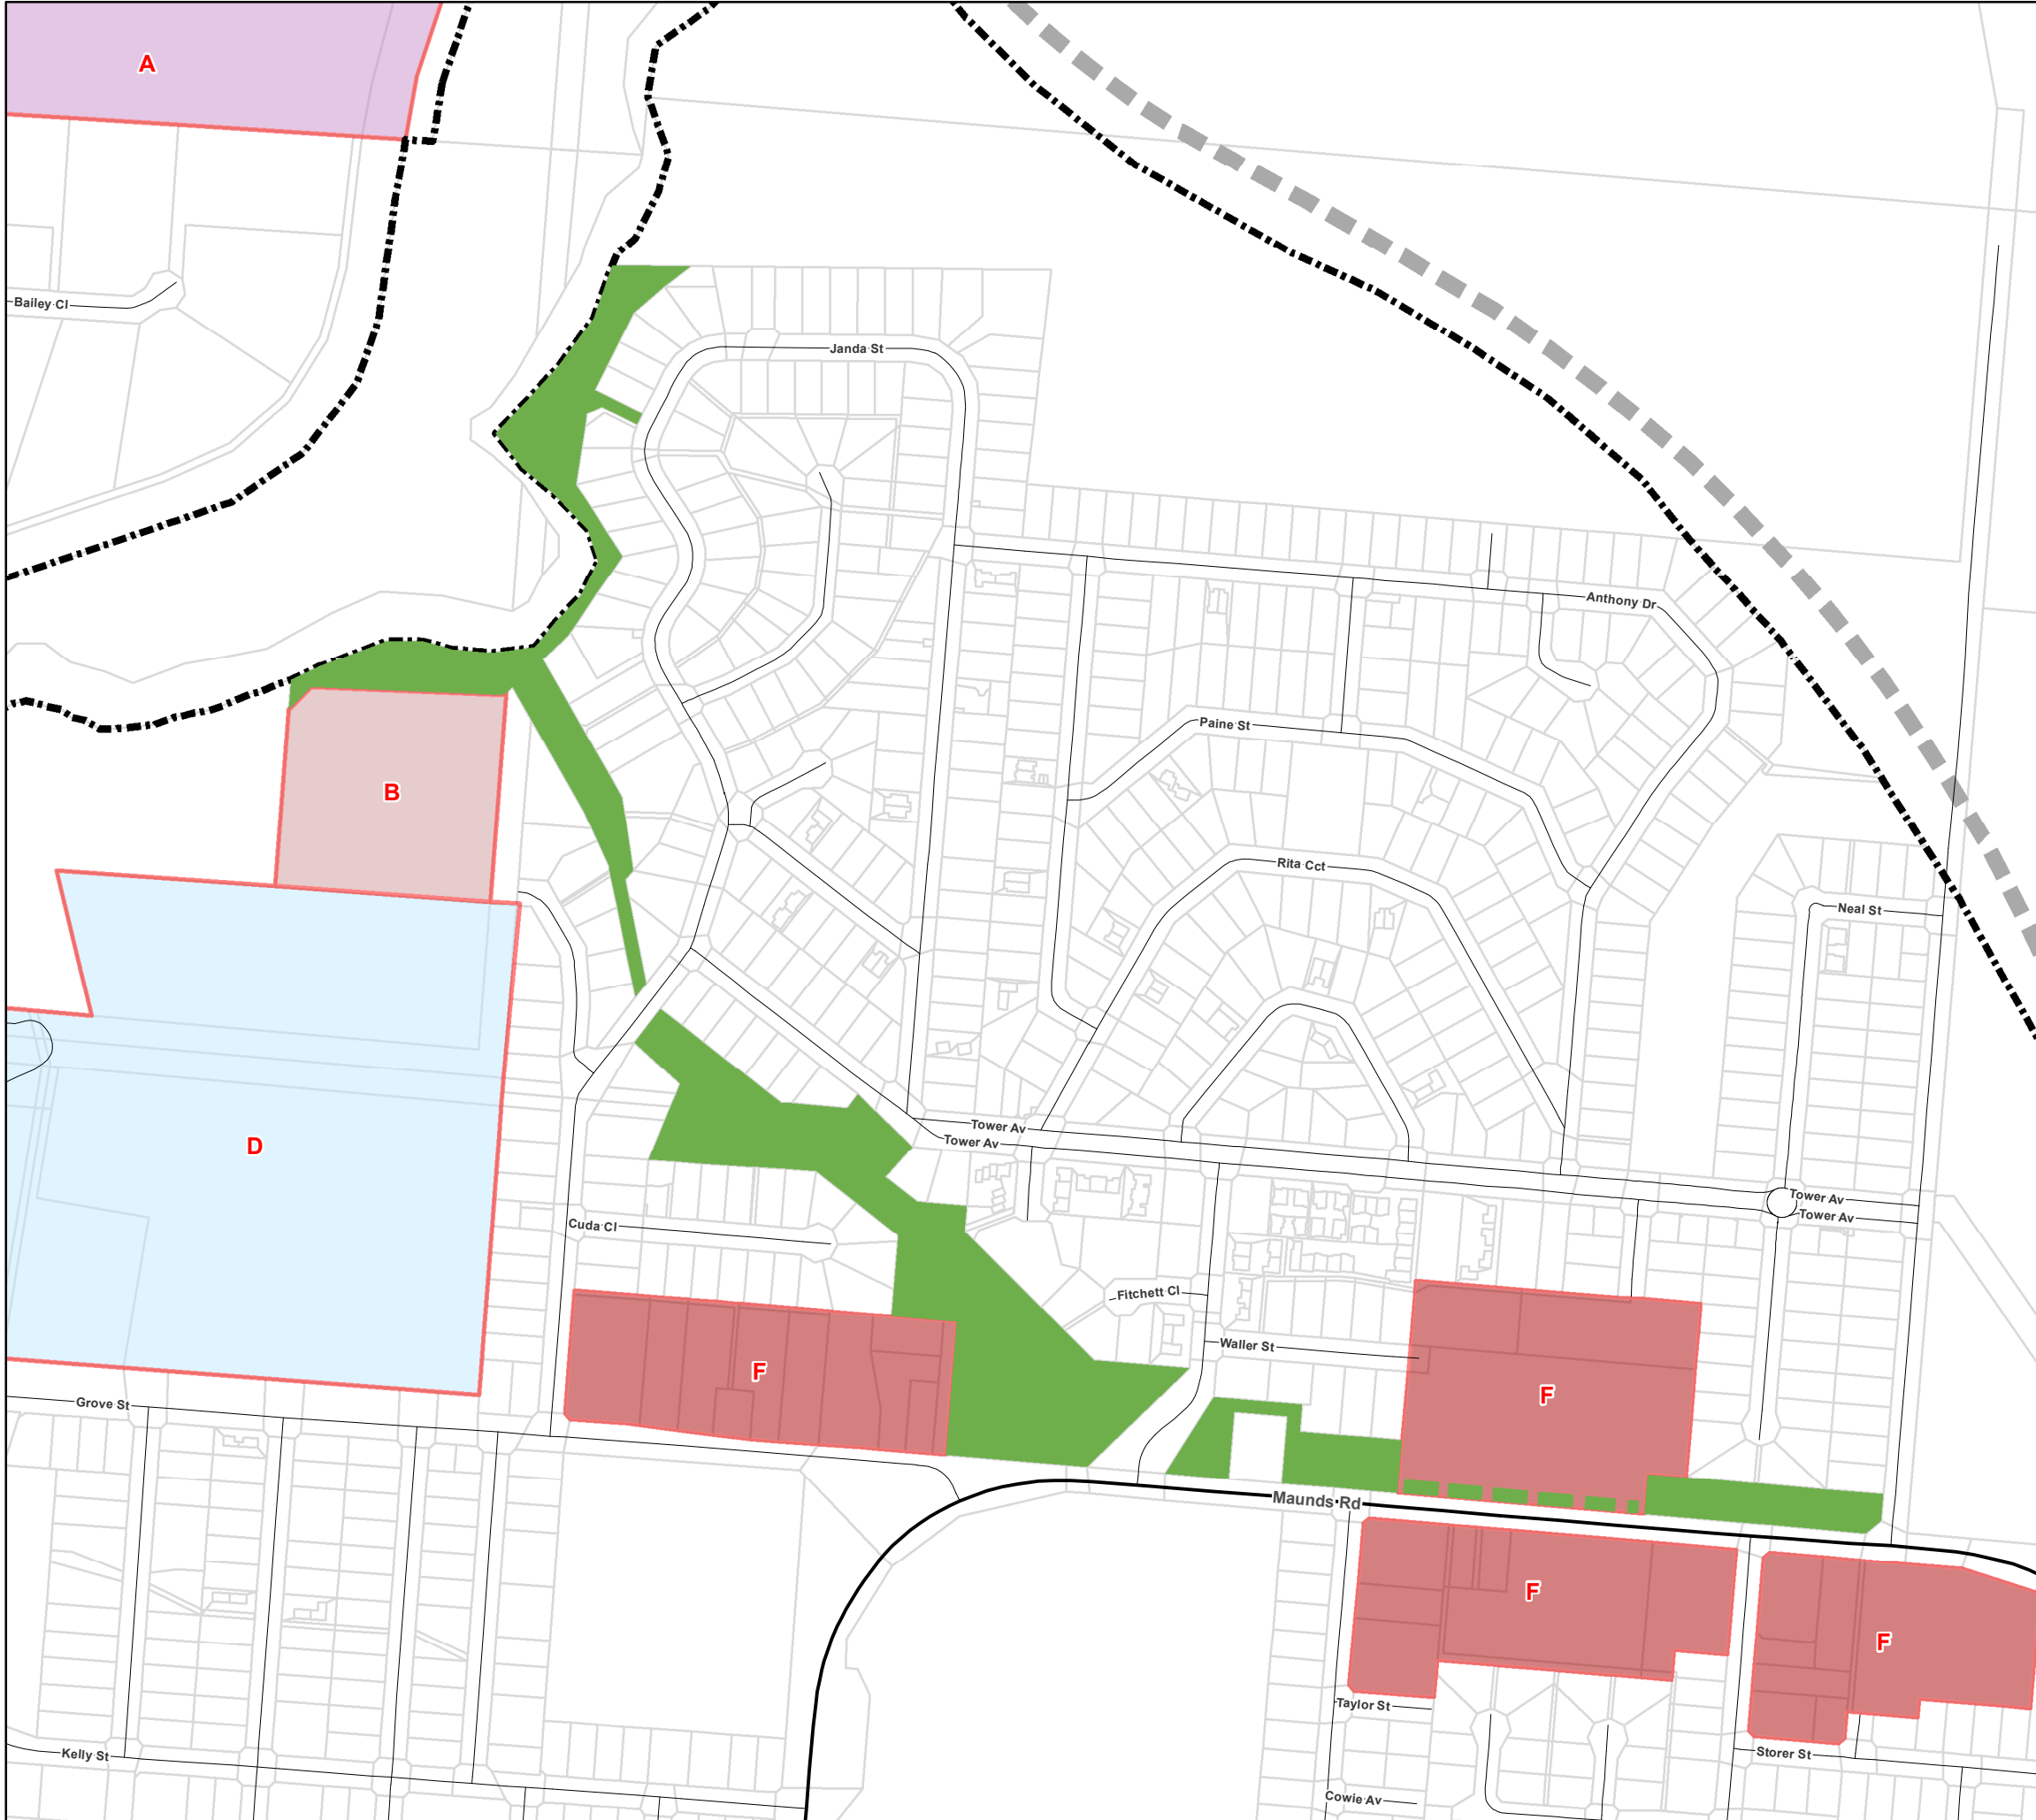 A
Bailey Cl
Janda St
Anthony Dr
Paine St
B
Rita Cct
Neal St
Tower Av
Tower Av
D
Tower Av
Tower Av
Cuda Cl
Fitchett Cl
Waller St
F
F
Grove St
Maunds Rd
F
F
Taylor St
Kelly St
Storer St
Cowie Av